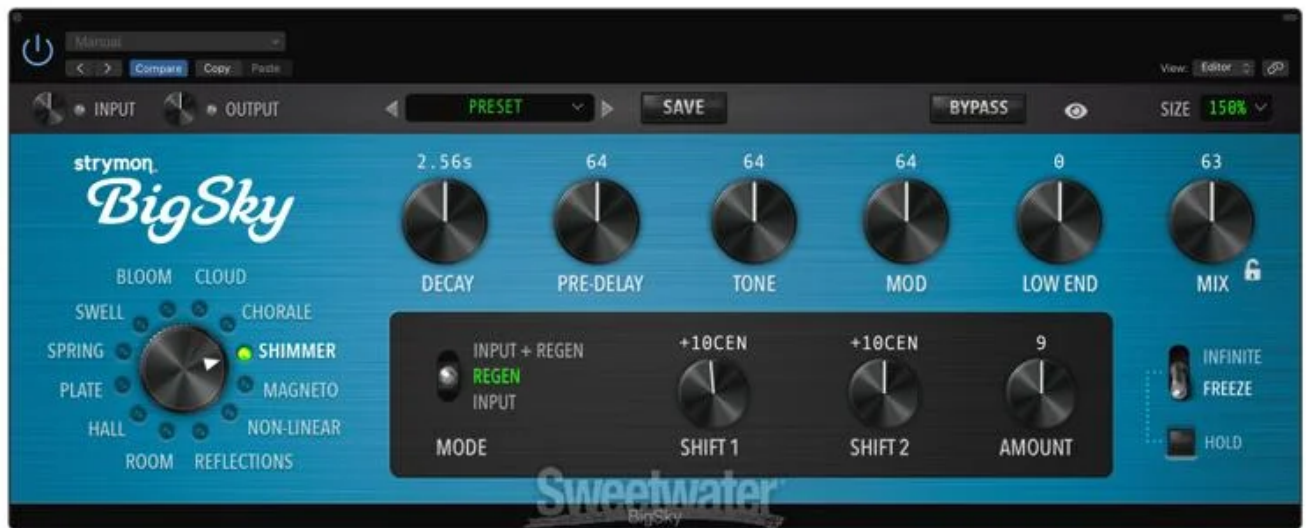 Manual
< > Compare Copy Paste
View: Editor
INPUT OUTPUT PRESET SAVE BYPASS SIZE 150%
strymon
BigSky
2.56s 64 64 64 0 63
DECAY PRE-DELAY TONE MOD LOW END MIX
BLOOM CLOUD
SWELL CHORALE
SPRING SHIMMER
PLATE MAGNETO
HALL NON-LINEAR
ROOM REFLECTIONS
INPUT + REGEN
REGEN
INPUT
MODE
+10CEN +10CEN 9
SHIFT 1 SHIFT 2 AMOUNT
INFINITE
FREEZE
HOLD
Sweetwater
BigSky